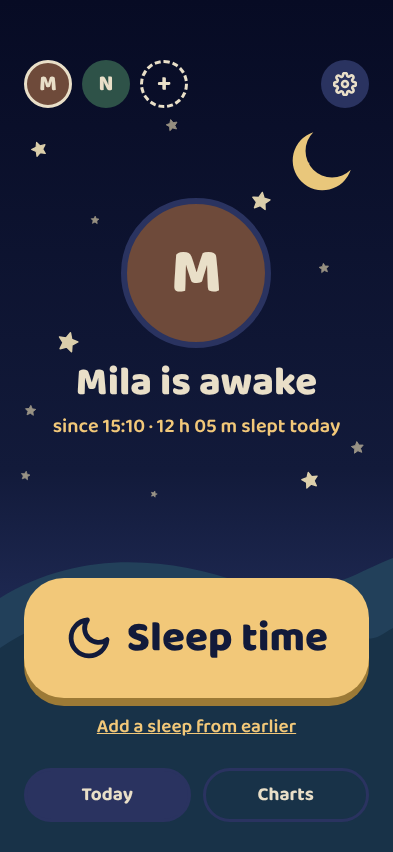 M N +
M
Mila is awake
since 15:10 · 12 h 05 m slept today
Sleep time
Add a sleep from earlier
Today Charts